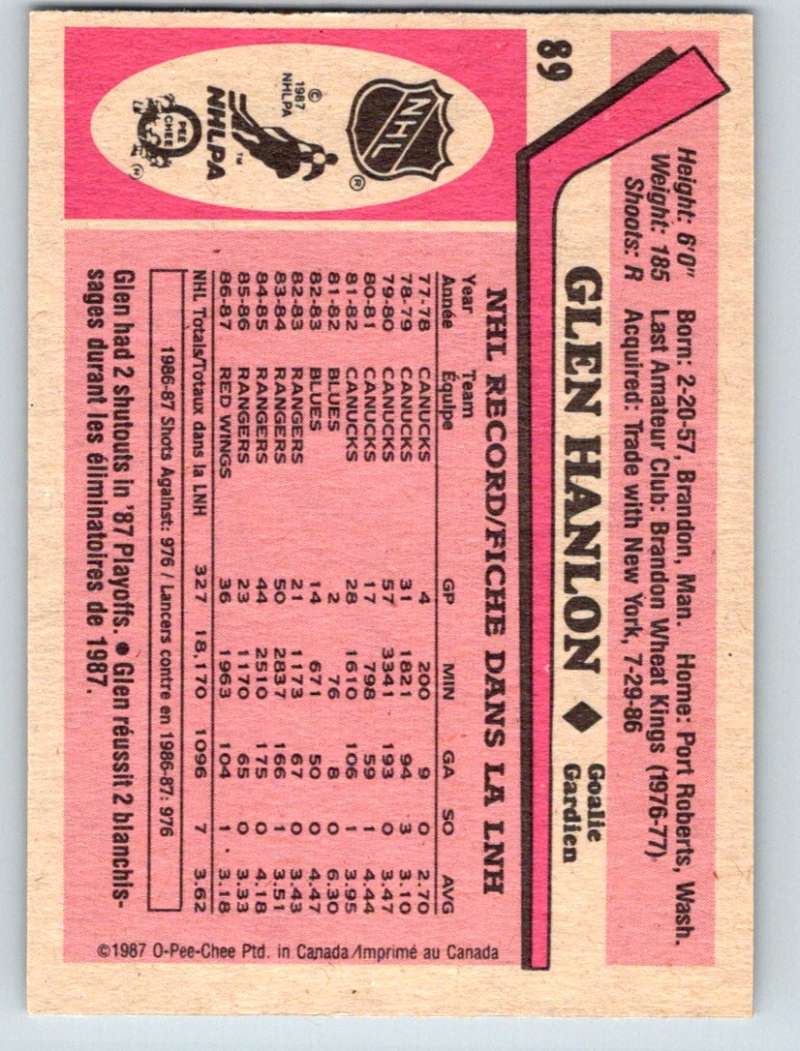 89
Height: 6'0" Born: 2-20-57, Brandon, Man. Home: Port Roberts, Wash.
Weight: 185 Last Amateur Club: Brandon Wheat Kings (1976-77)
Shoots: R Acquired: Trade with New York, 7-29-86
GLEN HANLON ♦ Goalie
Gardien
NHL
®
© 1987 NHLPA
NHLPA
™
O PEE CHEE
®
NHL RECORD/FICHE DANS LA LNH
Year Team
Année Équipe GP MIN GA SO AVG
77-78 CANUCKS 4 200 9 0 2.70
78-79 CANUCKS 31 1821 94 3 3.10
79-80 CANUCKS 57 3341 193 0 3.47
80-81 CANUCKS 17 798 59 1 4.44
81-82 CANUCKS 28 1610 106 1 3.95
81-82 BLUES 2 76 8 0 6.30
82-83 BLUES 14 671 50 0 4.47
82-83 RANGERS 21 1173 67 0 3.43
83-84 RANGERS 50 2837 166 1 3.51
84-85 RANGERS 44 2510 175 0 4.18
85-86 RANGERS 23 1170 65 0 3.33
86-87 RED WINGS 36 1963 104 1 3.18
NHL Totals/Totaux dans la LNH 327 18,170 1096 7 3.62
1986-87 Shots Against: 976 / Lancers contre en 1986-87: 976
Glen had 2 shutouts in '87 Playoffs. ● Glen réussit 2 blanchis-
sages durant les éliminatoires de 1987.
©1987 O-Pee-Chee Ptd. in Canada/Imprimé au Canada